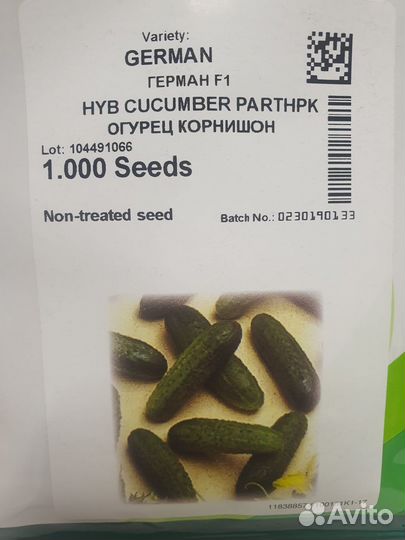 Variety:
GERMAN
ГЕРМАН F1
HYB CUCUMBER PARTHPK
ОГУРЕЦ КОРНИШОН
Lot: 104491066
1.000 Seeds
Non-treated seed
Batch No.: 0230190133
Avito